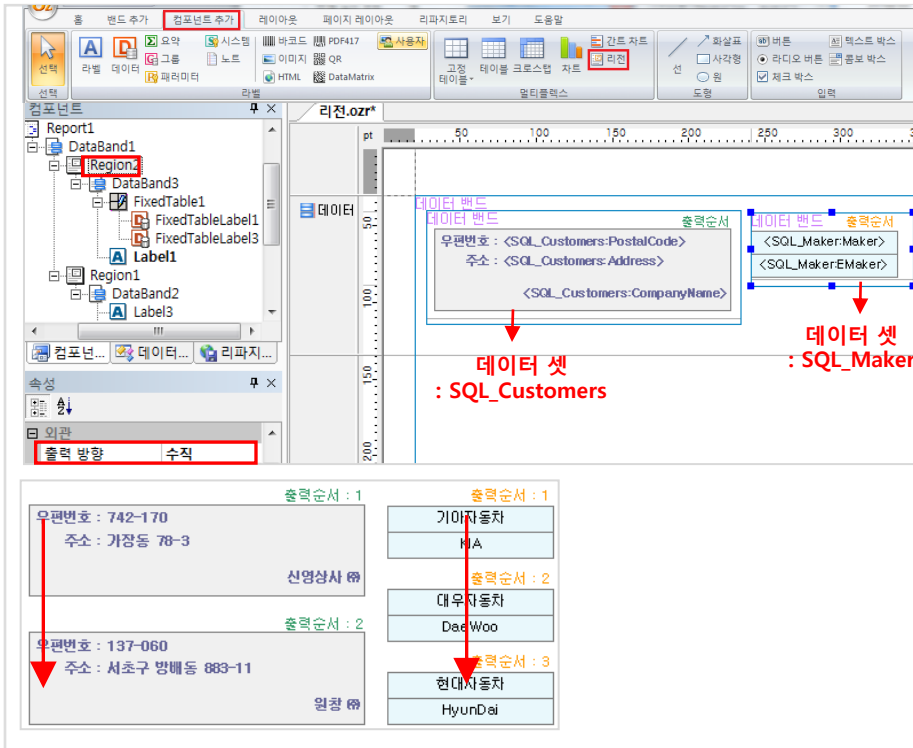 홈 밴드 추가 컴포넌트 추가 레이아웃 페이지 레이아웃 리파지토리 보기 도움말
선택
선택
라벨 데이터
요약 시스템
그룹 노트
패러미터
바코드 PDF417 사용자
이미지 QR
HTML DataMatrix
라벨
고정 테이블
테이블 크로스탭 차트
간트 차트
리전
멀티플렉스
선
화살표
사각형
원
도형
버튼 텍스트 박스
라디오 버튼 콤보 박스
체크 박스
입력
컴포넌트
Report1
DataBand1
Region2
DataBand3
FixedTable1
FixedTableLabel1
FixedTableLabel3
Label1
Region1
DataBand2
Label3
컴포넌... 데이터... 리파지...
속성
외관
출력 방향 수직
리전.ozr*
pt 50 100 150 200 250 300
50
100
150
200
데이터
데이터 밴드
데이터 밴드 출력순서
우편번호 : <SQL_Customers:PostalCode>
주소 : <SQL_Customers:Address>
<SQL_Customers:CompanyName>
데이터 밴드 출력순서
<SQL_Maker:Maker>
<SQL_Maker:EMaker>
데이터 셋
: SQL_Customers
데이터 셋
: SQL_Maker
출력순서 : 1
우편번호 : 742-170
주소 : 가장동 78-3
신영상사 ㈜
출력순서 : 2
우편번호 : 137-060
주소 : 서초구 방배동 883-11
원창 ㈜
출력순서 : 1
기아자동차
KIA
출력순서 : 2
대우자동차
DaeWoo
출력순서 : 3
현대자동차
HyunDai